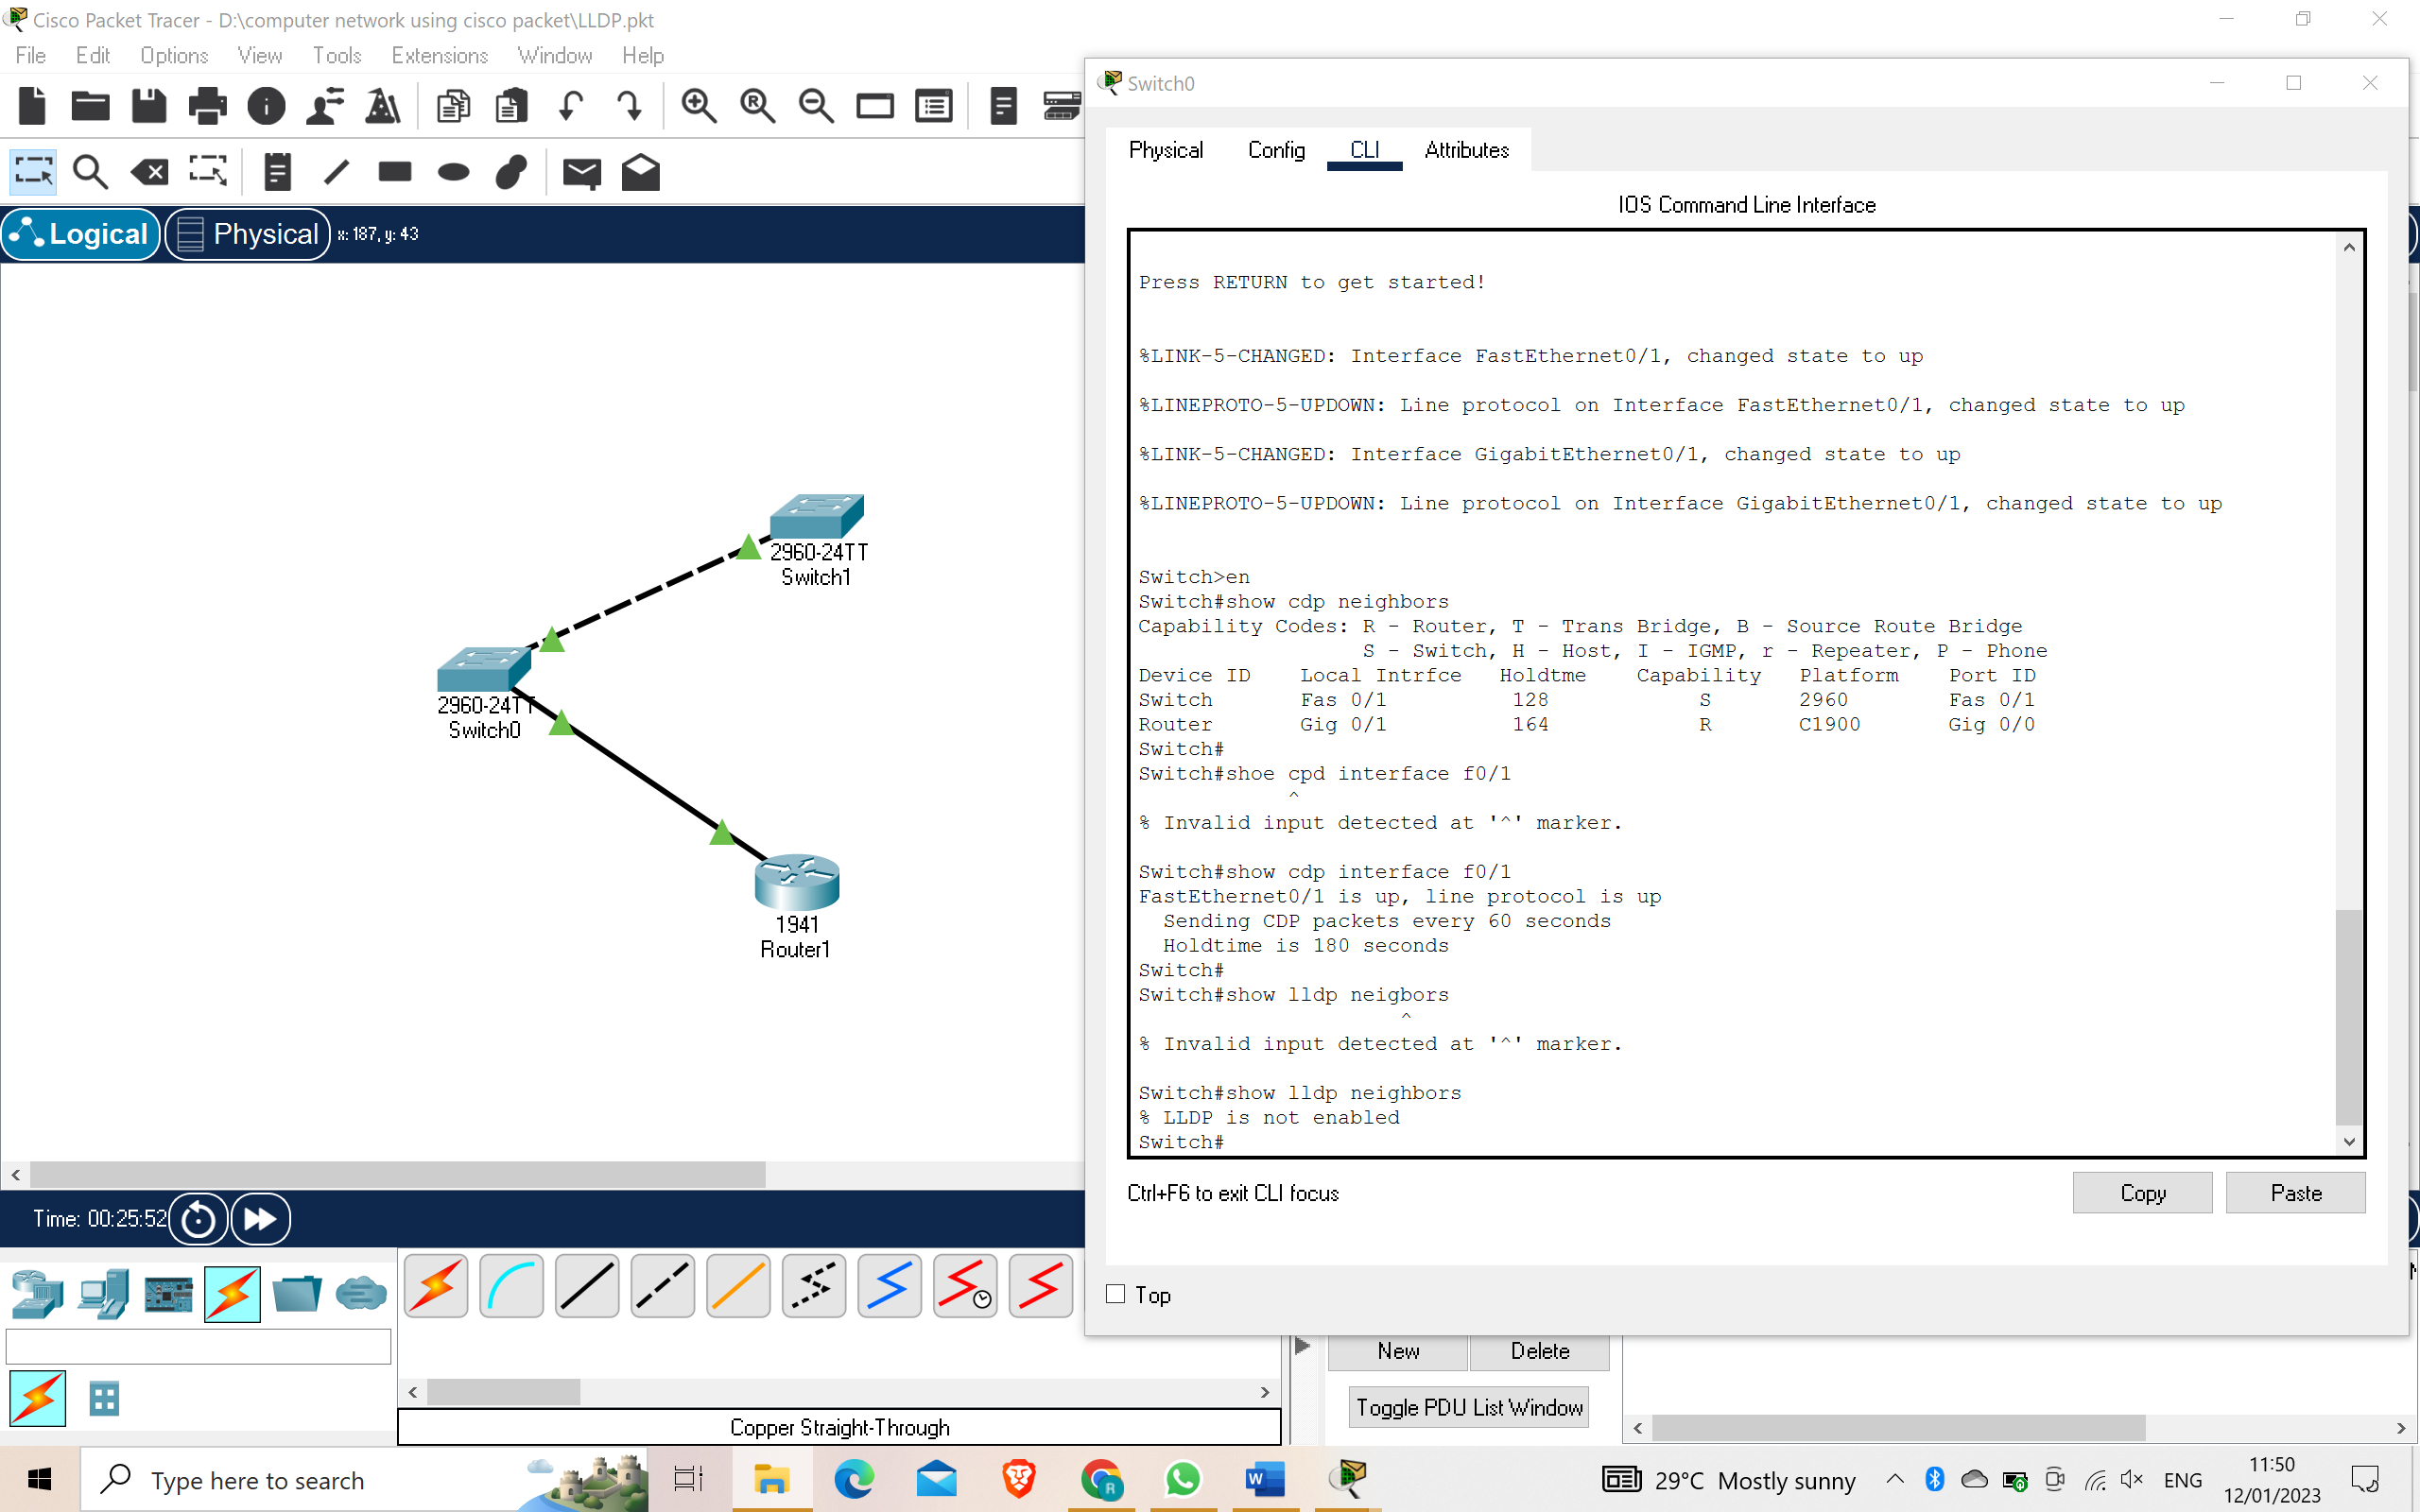 Cisco Packet Tracer - D:\computer network using cisco packet\LLDP.pkt
File Edit Options View Tools Extensions Window Help
Logical Physical x: 187, y: 43
2960-24TT
Switch1
2960-24TT
Switch0
1941
Router1
Time: 00:25:52
Copper Straight-Through
Switch0
Physical Config CLI Attributes
IOS Command Line Interface
Press RETURN to get started!
%LINK-5-CHANGED: Interface FastEthernet0/1, changed state to up
%LINEPROTO-5-UPDOWN: Line protocol on Interface FastEthernet0/1, changed state to up
%LINK-5-CHANGED: Interface GigabitEthernet0/1, changed state to up
%LINEPROTO-5-UPDOWN: Line protocol on Interface GigabitEthernet0/1, changed state to up
Switch>en
Switch#show cdp neighbors
Capability Codes: R - Router, T - Trans Bridge, B - Source Route Bridge
S - Switch, H - Host, I - IGMP, r - Repeater, P - Phone
Device ID Local Intrfce Holdtme Capability Platform Port ID
Switch Fas 0/1 128 S 2960 Fas 0/1
Router Gig 0/1 164 R C1900 Gig 0/0
Switch#
Switch#shoe cpd interface f0/1
^
% Invalid input detected at '^' marker.
Switch#show cdp interface f0/1
FastEthernet0/1 is up, line protocol is up
Sending CDP packets every 60 seconds
Holdtime is 180 seconds
Switch#
Switch#show lldp neigbors
^
% Invalid input detected at '^' marker.
Switch#show lldp neighbors
% LLDP is not enabled
Switch#
Ctrl+F6 to exit CLI focus
Copy Paste
Top
New Delete
Toggle PDU List Window
Type here to search
29°C Mostly sunny
ENG
11:50
12/01/2023